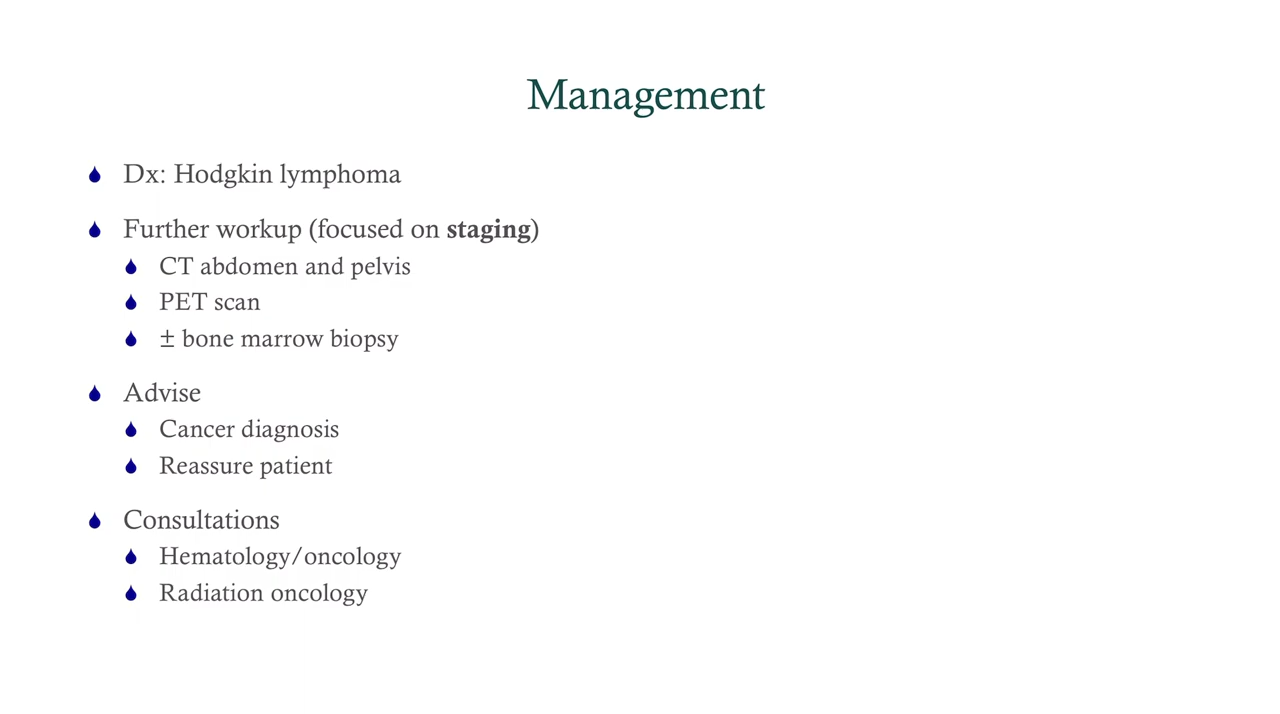 Management
Dx: Hodgkin lymphoma
Further workup (focused on staging)
CT abdomen and pelvis
PET scan
± bone marrow biopsy
Advise
Cancer diagnosis
Reassure patient
Consultations
Hematology/oncology
Radiation oncology